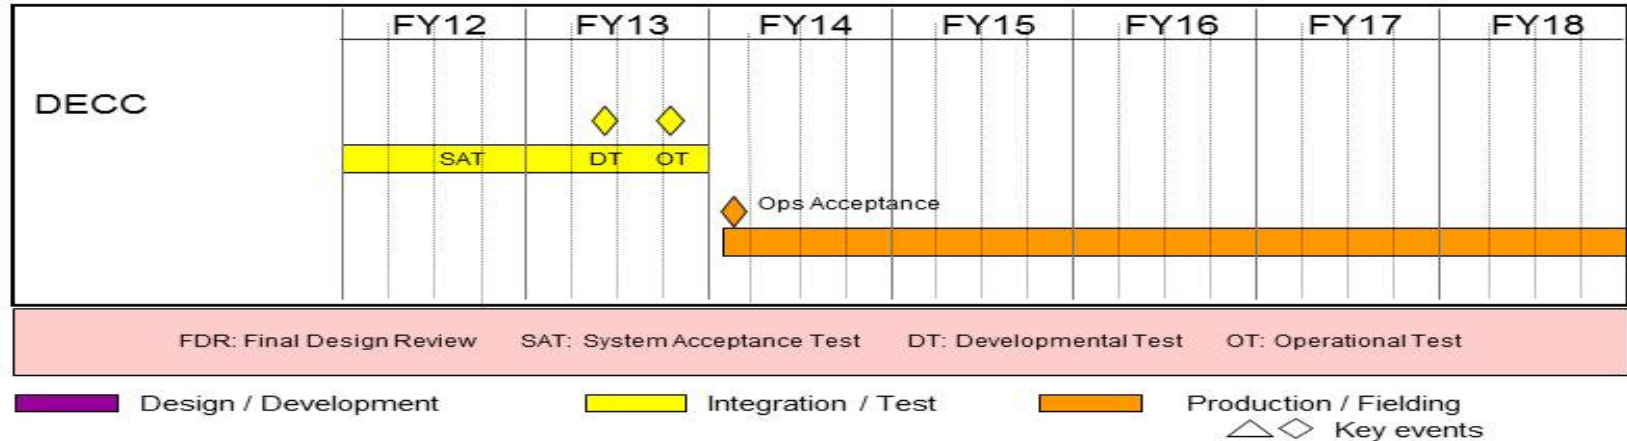 FY12 FY13 FY14 FY15 FY16 FY17 FY18
DECC
SAT DT OT
Ops Acceptance
FDR: Final Design Review SAT: System Acceptance Test DT: Developmental Test OT: Operational Test
Design / Development Integration / Test Production / Fielding
Key events